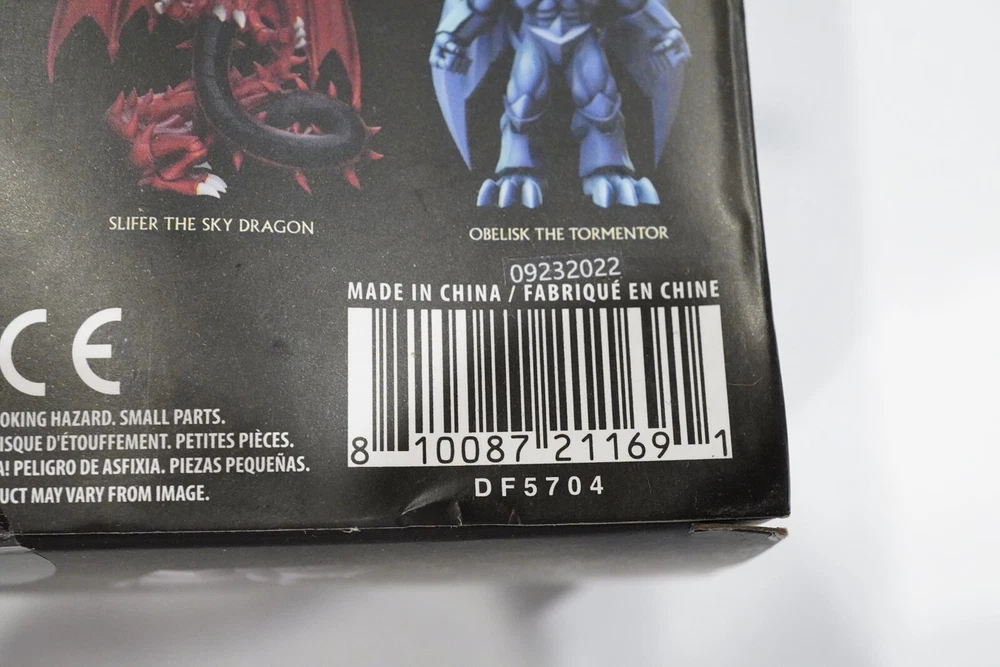 SLIFER THE SKY DRAGON
OBELISK THE TORMENTOR
09232022
MADE IN CHINA / FABRIQUÉ EN CHINE
CE
OKING HAZARD. SMALL PARTS.
ISQUE D'ÉTOUFFEMENT. PETITES PIÈCES.
A! PELIGRO DE ASFIXIA. PIEZAS PEQUEÑAS.
UCT MAY VARY FROM IMAGE.
8 10087 21169 1
DF5704